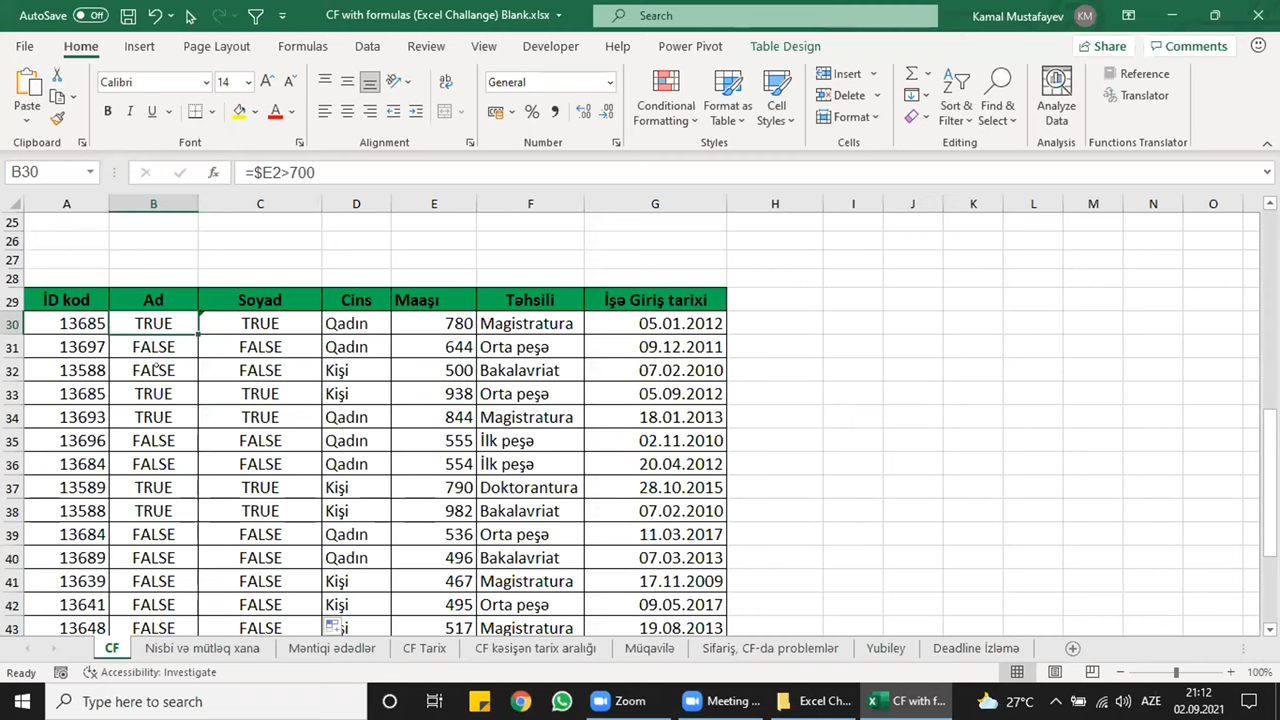 AutoSave Off CF with formulas (Excel Challange) Blank.xlsx Search Kamal Mustafayev KM
File Home Insert Page Layout Formulas Data Review View Developer Help Power Pivot Table Design Share Comments
Calibri 14 General
Paste B I U Conditional Formatting Format as Table Cell Styles Insert Delete Format Sort & Filter Find & Select Analyze Data Reference Translator
Clipboard Font Alignment Number Styles Cells Editing Analysis Functions Translator
B30 fx =$E2>700
A B C D E F G H I J K L M N O
25
26
27
28
29 İD kod Ad Soyad Cins Maaşı Təhsili İşə Giriş tarixi
30 13685 TRUE TRUE Qadın 780 Magistratura 05.01.2012
31 13697 FALSE FALSE Qadın 644 Orta peşə 09.12.2011
32 13588 FALSE FALSE Kişi 500 Bakalavriat 07.02.2010
33 13685 TRUE TRUE Kişi 938 Orta peşə 05.09.2012
34 13693 TRUE TRUE Qadın 844 Magistratura 18.01.2013
35 13696 FALSE FALSE Qadın 555 İlk peşə 02.11.2010
36 13684 FALSE FALSE Qadın 554 İlk peşə 20.04.2012
37 13589 TRUE TRUE Kişi 790 Doktorantura 28.10.2015
38 13588 TRUE TRUE Kişi 982 Bakalavriat 07.02.2010
39 13684 FALSE FALSE Qadın 536 Orta peşə 11.03.2017
40 13689 FALSE FALSE Qadın 496 Bakalavriat 07.03.2013
41 13639 FALSE FALSE Kişi 467 Magistratura 17.11.2009
42 13641 FALSE FALSE Kişi 495 Orta peşə 09.05.2017
43 13648 FALSE FALSE 517 Magistratura 19.08.2013
CF Nisbi və mütləq xana Məntiqi ədədlər CF Tarix CF kəsişən tarix aralığı Müqavilə Sifariş, CF-da problemlər Yubiley Deadline İzləmə
Ready Accessibility: Investigate 100%
Type here to search Zoom Meeting ... Excel Ch... CF with f... 27°C AZE 21:12
02.09.2021